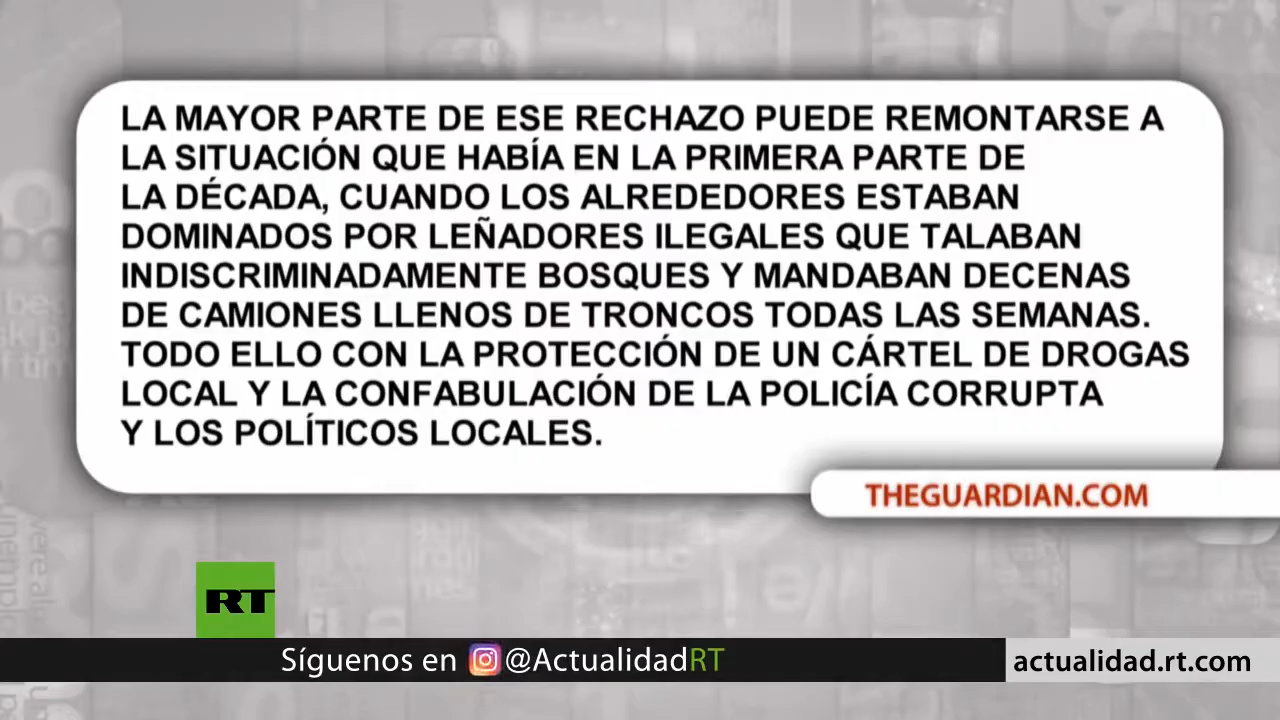 LA MAYOR PARTE DE ESE RECHAZO PUEDE REMONTARSE A
LA SITUACIÓN QUE HABÍA EN LA PRIMERA PARTE DE
LA DÉCADA, CUANDO LOS ALREDEDORES ESTABAN
DOMINADOS POR LEÑADORES ILEGALES QUE TALABAN
INDISCRIMINADAMENTE BOSQUES Y MANDABAN DECENAS
DE CAMIONES LLENOS DE TRONCOS TODAS LAS SEMANAS.
TODO ELLO CON LA PROTECCIÓN DE UN CÁRTEL DE DROGAS
LOCAL Y LA CONFABULACIÓN DE LA POLICÍA CORRUPTA
Y LOS POLÍTICOS LOCALES.
THEGUARDIAN.COM
RT
Síguenos en @ActualidadRT
actualidad.rt.com